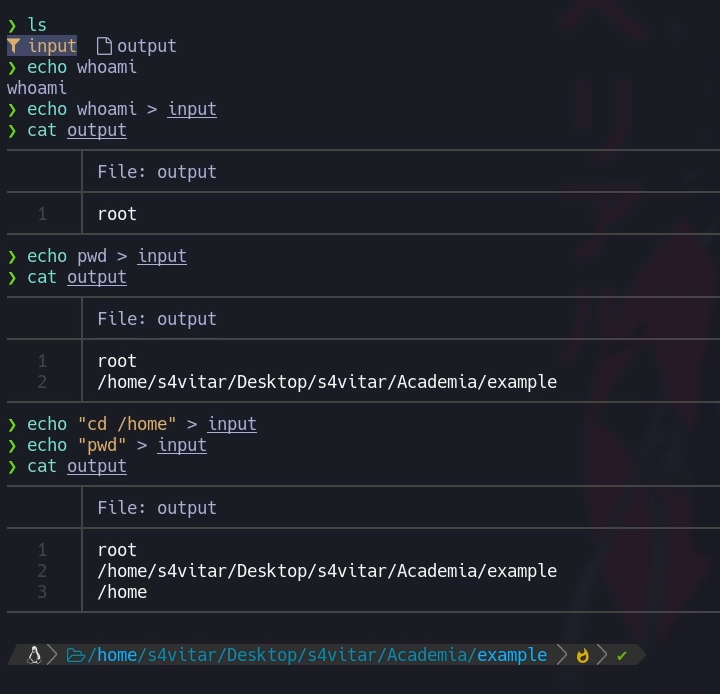 ❯ ls
input output
❯ echo whoami
whoami
❯ echo whoami > input
❯ cat output
File: output
1 root
❯ echo pwd > input
❯ cat output
File: output
1 root
2 /home/s4vitar/Desktop/s4vitar/Academia/example
❯ echo "cd /home" > input
❯ echo "pwd" > input
❯ cat output
File: output
1 root
2 /home/s4vitar/Desktop/s4vitar/Academia/example
3 /home
/home/s4vitar/Desktop/s4vitar/Academia/example